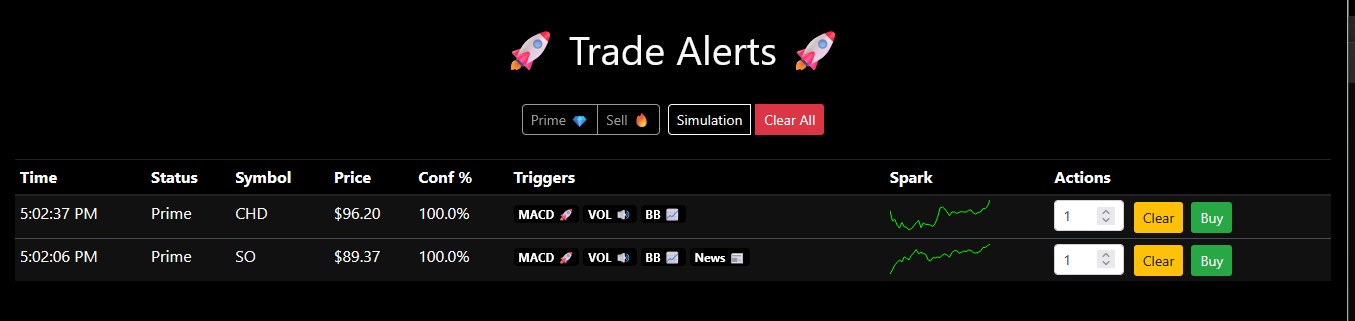 🚀 Trade Alerts 🚀
Prime 💎 Sell 🔥 Simulation Clear All
Time Status Symbol Price Conf % Triggers Spark Actions
5:02:37 PM Prime CHD $96.20 100.0% MACD 🚀 VOL 🔊 BB 📈 1 Clear Buy
5:02:06 PM Prime SO $89.37 100.0% MACD 🚀 VOL 🔊 BB 📈 News 📰 1 Clear Buy